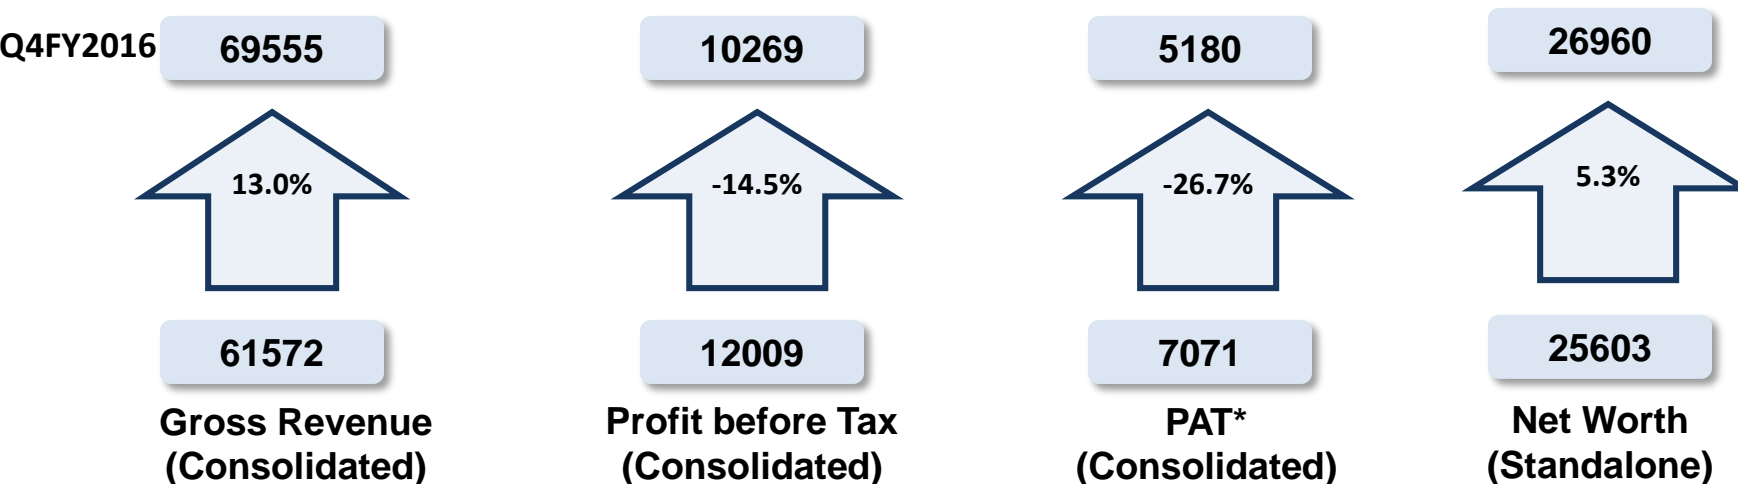 Q4FY2016 69555 10269 5180 26960
13.0% -14.5% -26.7% 5.3%
61572 12009 7071 25603
Gross Revenue Profit before Tax PAT* Net Worth
(Consolidated) (Consolidated) (Consolidated) (Standalone)